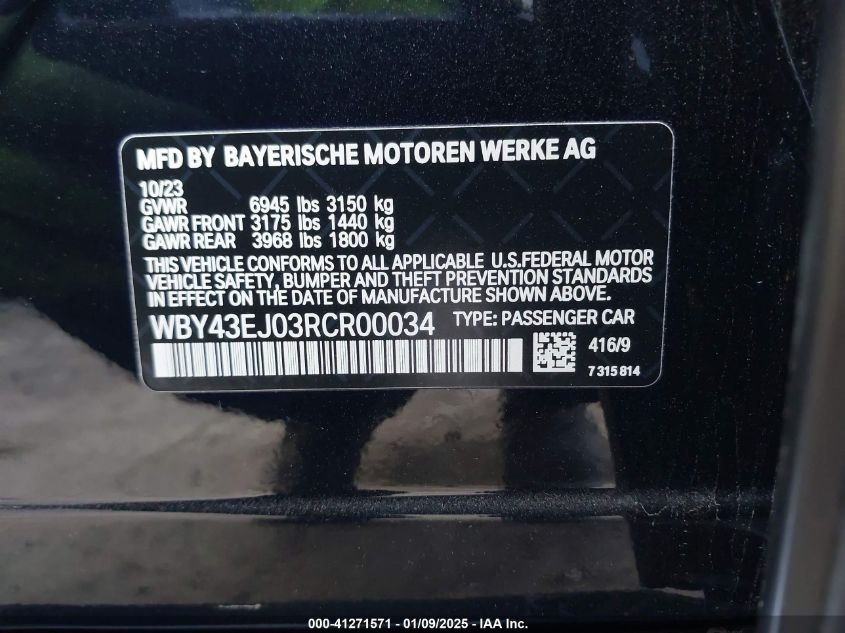 MFD BY BAYERISCHE MOTOREN WERKE AG
10/23
GVWR 6945 lbs 3150 kg
GAWR FRONT 3175 lbs 1440 kg
GAWR REAR 3968 lbs 1800 kg
THIS VEHICLE CONFORMS TO ALL APPLICABLE U.S.FEDERAL MOTOR
VEHICLE SAFETY, BUMPER AND THEFT PREVENTION STANDARDS
IN EFFECT ON THE DATE OF MANUFACTURE SHOWN ABOVE.
WBY43EJ03RCR00034 TYPE: PASSENGER CAR
416/9
7 315 814
000-41271571 | 01/09/2025 - IAA Inc.